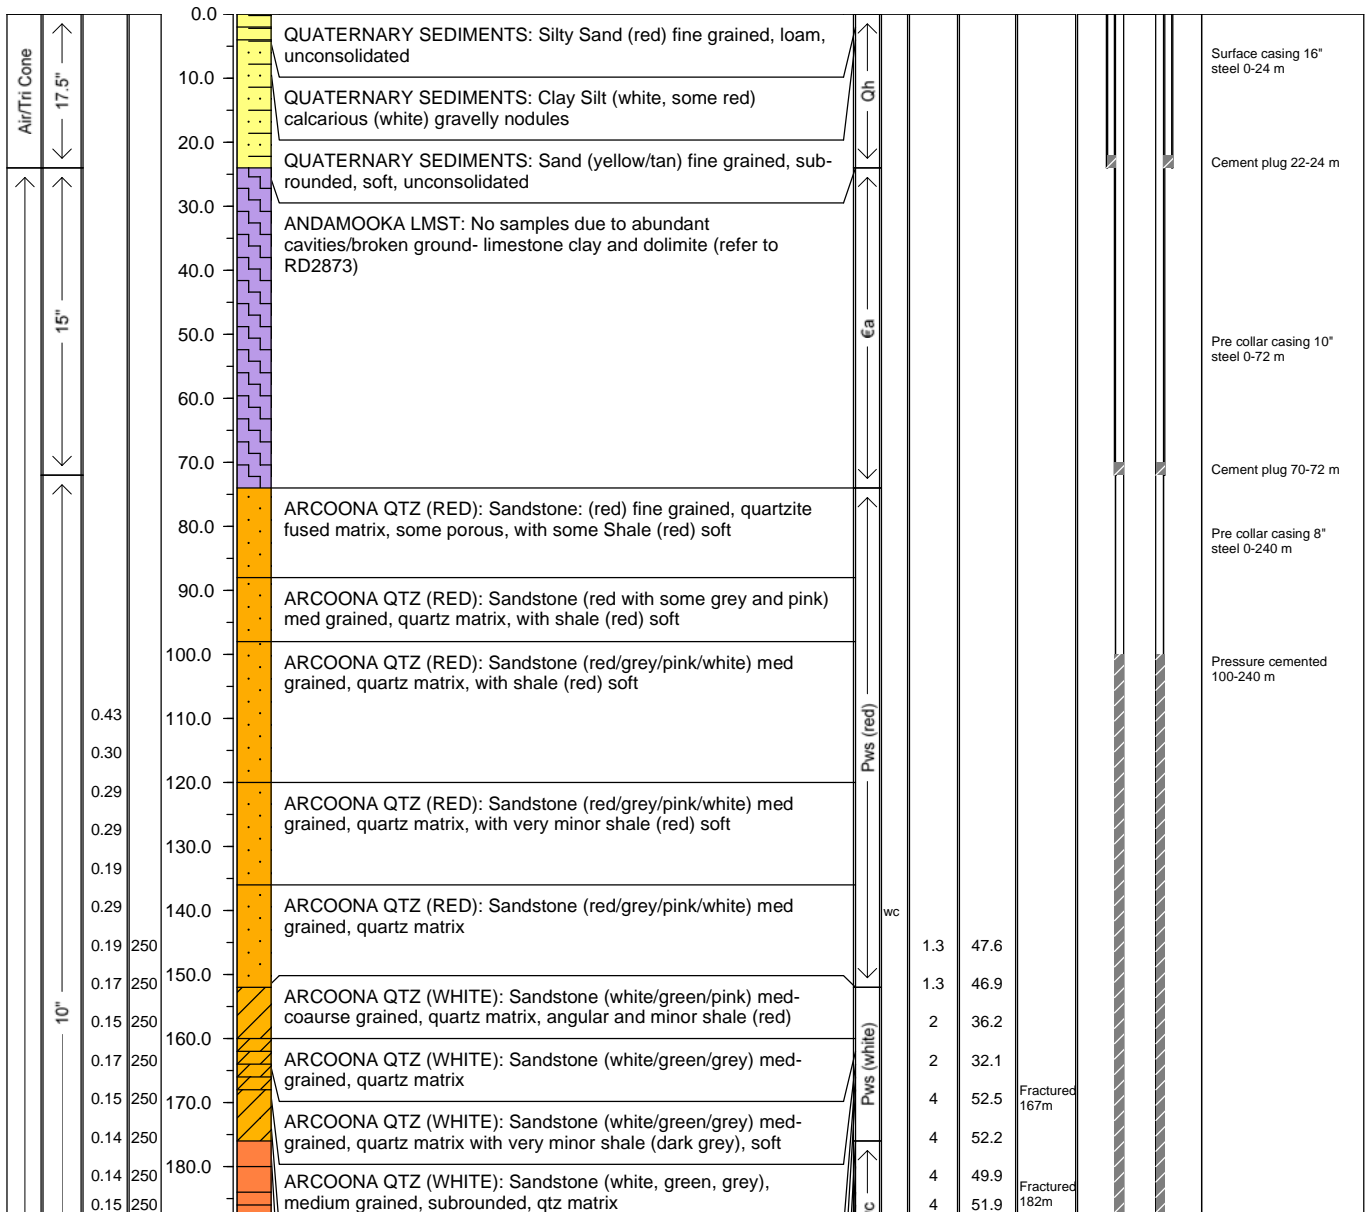 0.0
QUATERNARY SEDIMENTS: Silty Sand (red) fine grained, loam,
unconsolidated
Surface casing 16"
steel 0-24 m
Air/Tri Cone
17.5"
10.0
QUATERNARY SEDIMENTS: Clay Silt (white, some red)
calcarious (white) gravelly nodules
Qh
20.0
QUATERNARY SEDIMENTS: Sand (yellow/tan) fine grained, sub-
rounded, soft, unconsolidated
Cement plug 22-24 m
30.0
ANDAMOOKA LMST: No samples due to abundant
cavities/broken ground- limestone clay and dolimite (refer to
RD2873)
40.0
15"
50.0
€a
Pre collar casing 10"
steel 0-72 m
60.0
70.0
Cement plug 70-72 m
ARCOONA QTZ (RED): Sandstone: (red) fine grained, quartzite
fused matrix, some porous, with some Shale (red) soft
80.0
Pre collar casing 8"
steel 0-240 m
90.0
ARCOONA QTZ (RED): Sandstone (red with some grey and pink)
med grained, quartz matrix, with shale (red) soft
100.0
ARCOONA QTZ (RED): Sandstone (red/grey/pink/white) med
grained, quartz matrix, with shale (red) soft
Pressure cemented
100-240 m
0.43
110.0
Pws (red)
0.30
120.0
0.29
ARCOONA QTZ (RED): Sandstone (red/grey/pink/white) med
grained, quartz matrix, with very minor shale (red) soft
0.29
130.0
0.19
0.29
140.0
ARCOONA QTZ (RED): Sandstone (red/grey/pink/white) med
grained, quartz matrix
wc
0.19 250 1.3 47.6
150.0
0.17 250 1.3 46.9
10"
ARCOONA QTZ (WHITE): Sandstone (white/green/pink) med-
coaurse grained, quartz matrix, angular and minor shale (red)
0.15 250 2 36.2
160.0
Pws (white)
0.17 250 2 32.1
ARCOONA QTZ (WHITE): Sandstone (white/green/grey) med-
grained, quartz matrix
0.15 250 4 52.5
Fractured
167m
170.0
ARCOONA QTZ (WHITE): Sandstone (white/green/grey) med-
grained, quartz matrix with very minor shale (dark grey), soft
0.14 250 4 52.2
180.0
0.14 250 4 49.9
ARCOONA QTZ (WHITE): Sandstone (white, green, grey),
medium grained, subrounded, qtz matrix
Fractured
182m
0.15 250 4 51.9